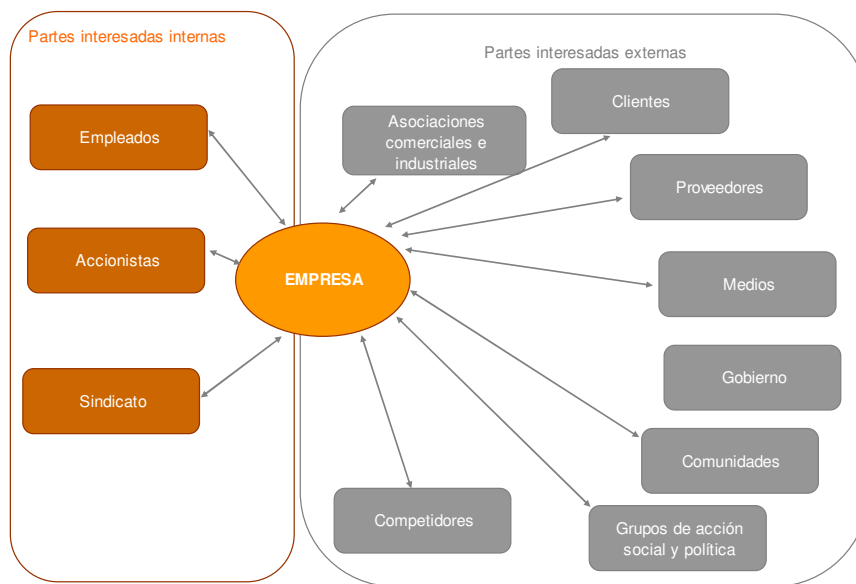 Partes interesadas internas
Empleados
Accionistas
Sindicato
EMPRESA
Partes interesadas externas
Asociaciones
comerciales e
industriales
Clientes
Proveedores
Medios
Gobierno
Comunidades
Grupos de acción
social y política
Competidores